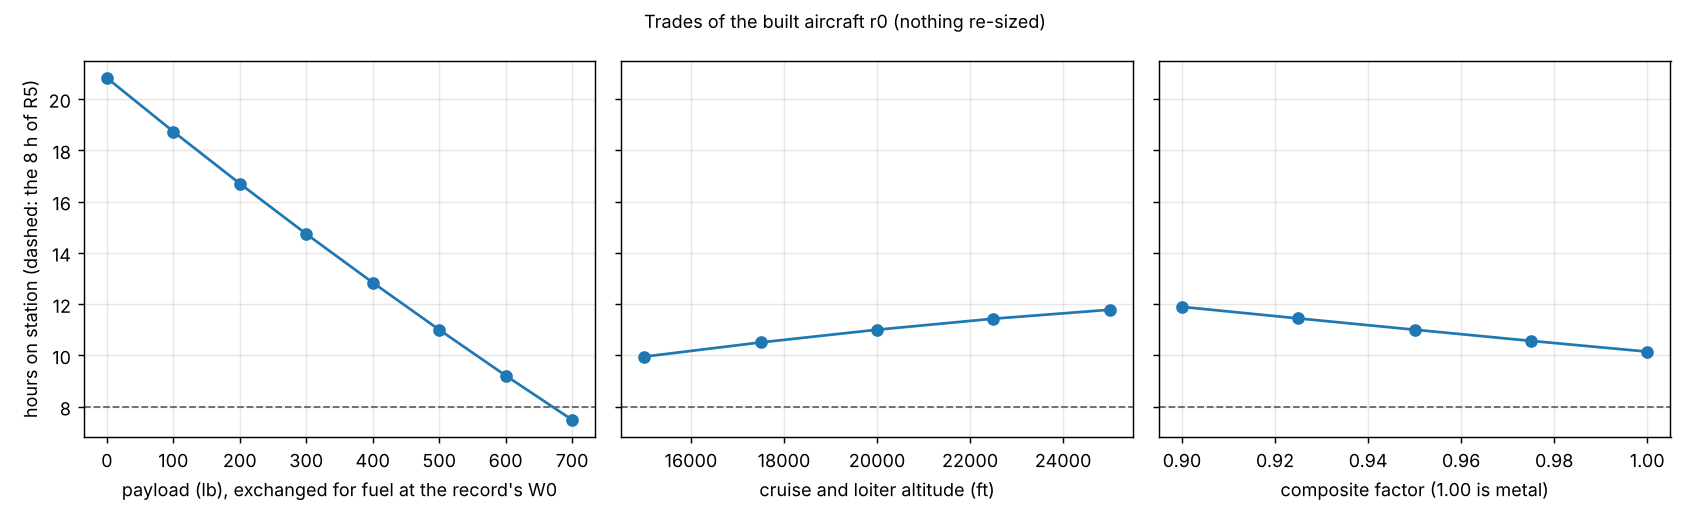 Trades of the built aircraft r0 (nothing re-sized)
hours on station (dashed: the 8 h of R5)
20
18
16
14
12
10
8
0 100 200 300 400 500 600 700
payload (lb), exchanged for fuel at the record's W0
16000 18000 20000 22000 24000
cruise and loiter altitude (ft)
0.90 0.92 0.94 0.96 0.98 1.00
composite factor (1.00 is metal)